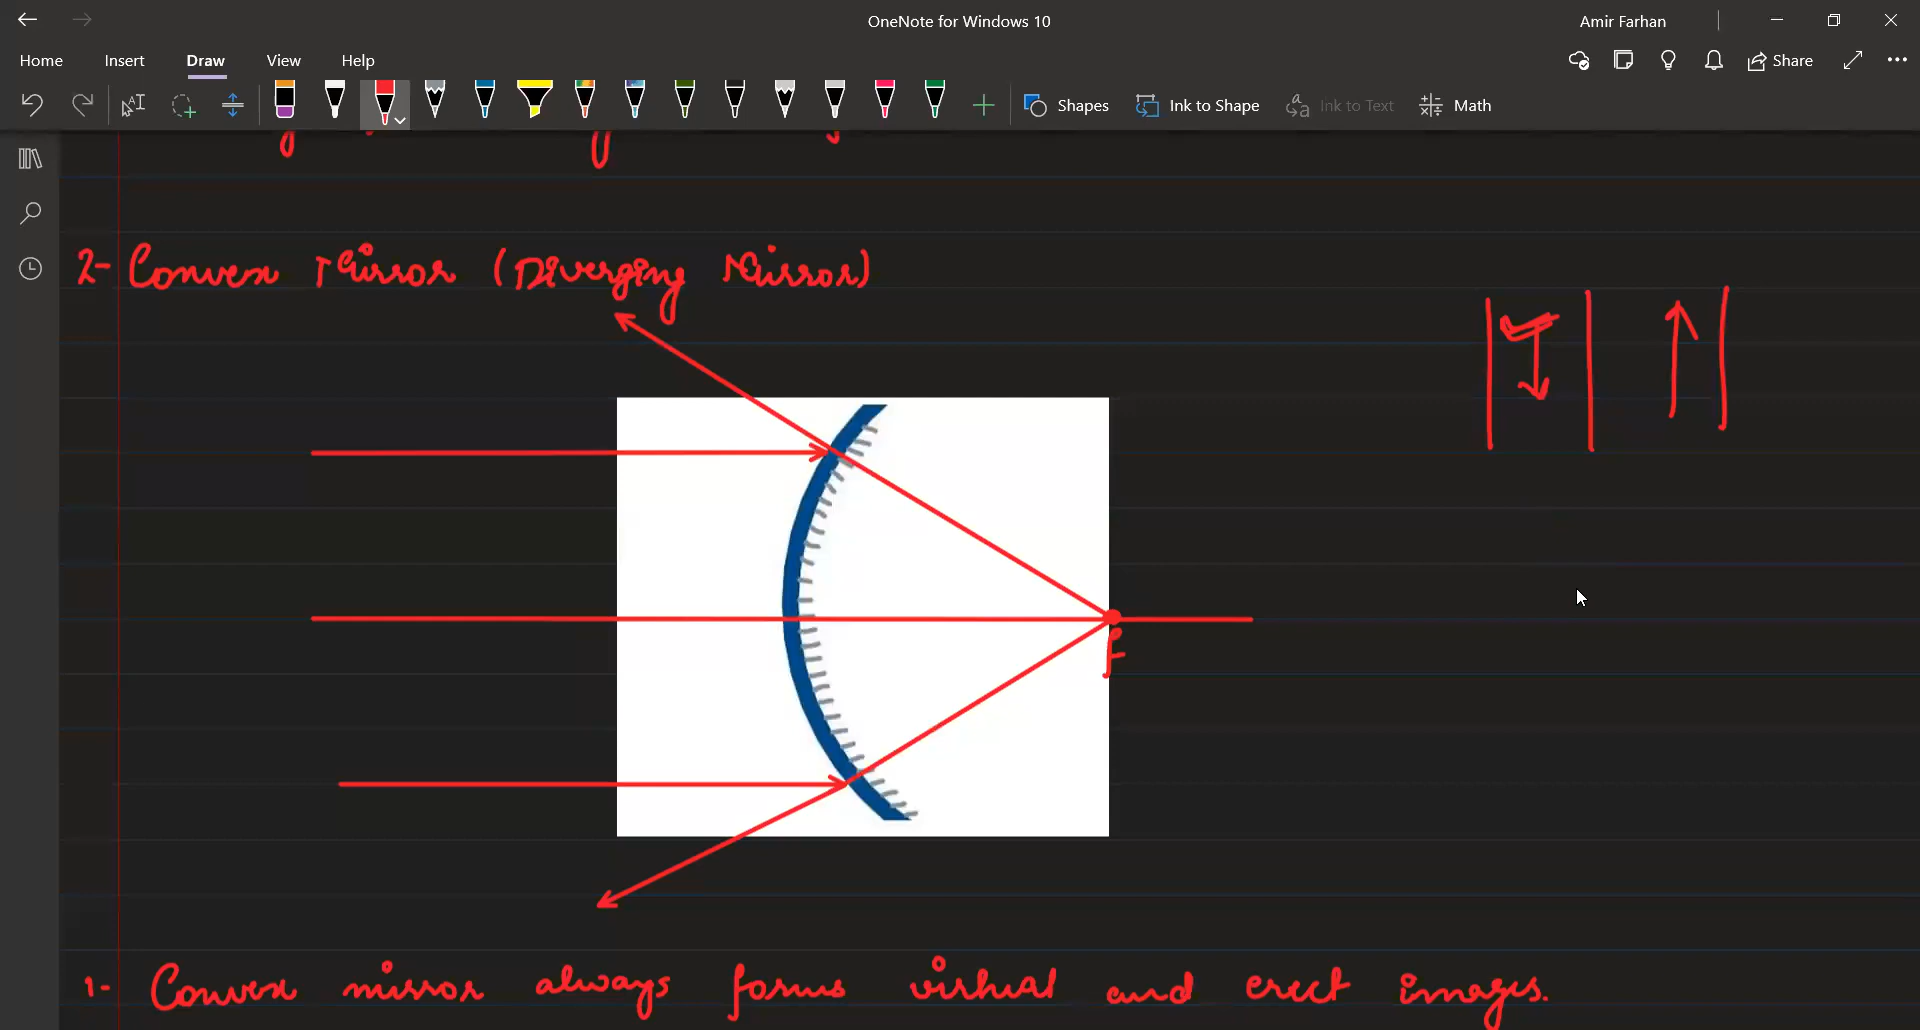 OneNote for Windows 10
Amir Farhan
Home Insert Draw View Help
Share
Shapes Ink to Shape Ink to Text Math
2- Convex Mirror (Diverging Mirror)
F
1- Convex mirror always forms virtual and erect images.